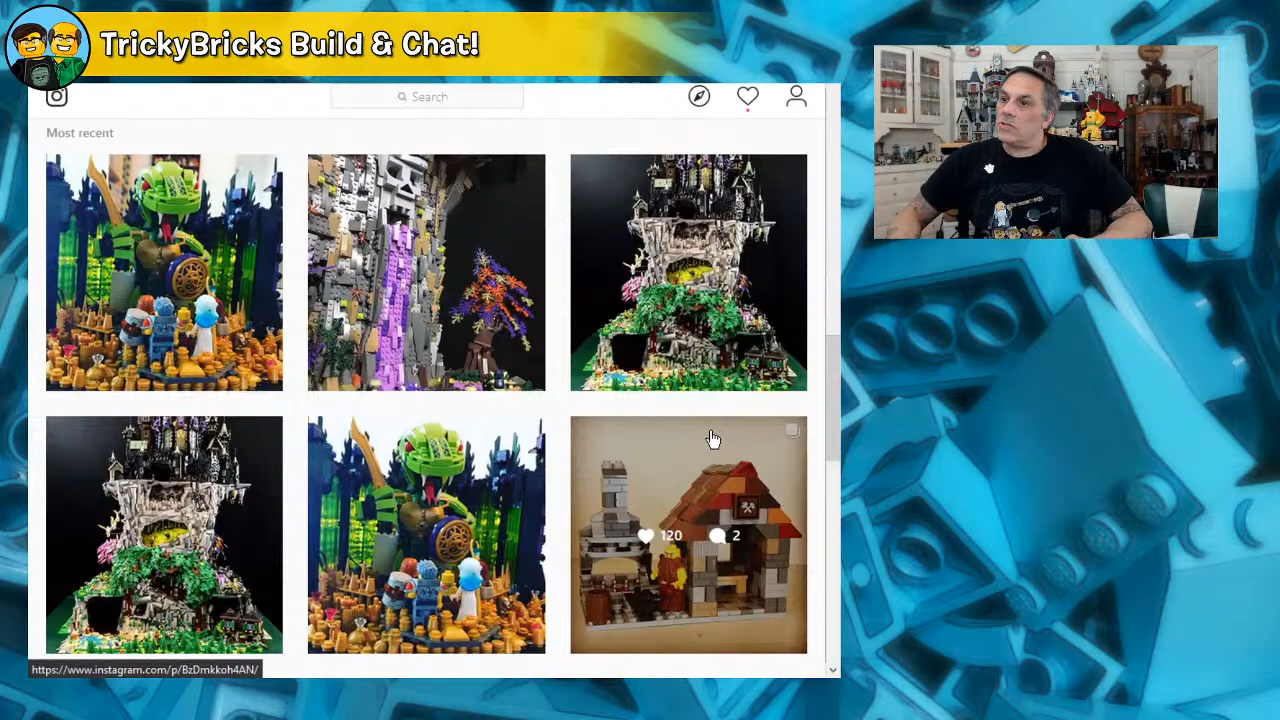 TrickyBricks Build & Chat!
Search
Most recent
120 2
https://www.instagram.com/p/BzDmkkoh4AN/